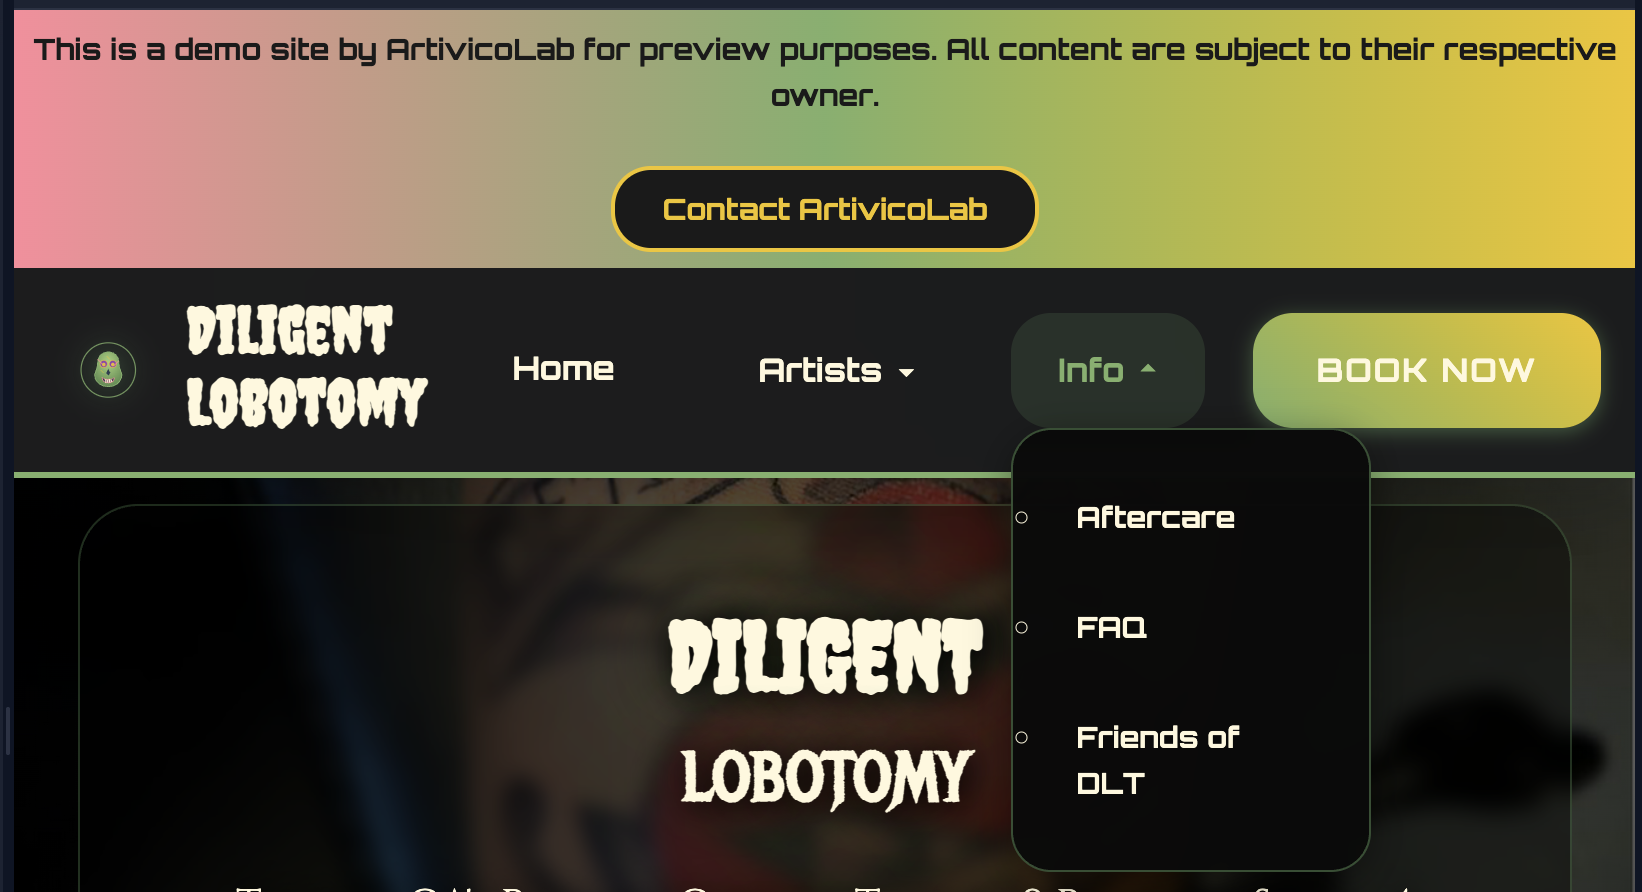 This is a demo site by ArtivicoLab for preview purposes. All content are subject to their respective
owner.
Contact ArtivicoLab
DILIGENT
LOBOTOMY
Home
Artists
Info
BOOK NOW
Aftercare
FAQ
Friends of
DLT
DILIGENT
LOBOTOMY